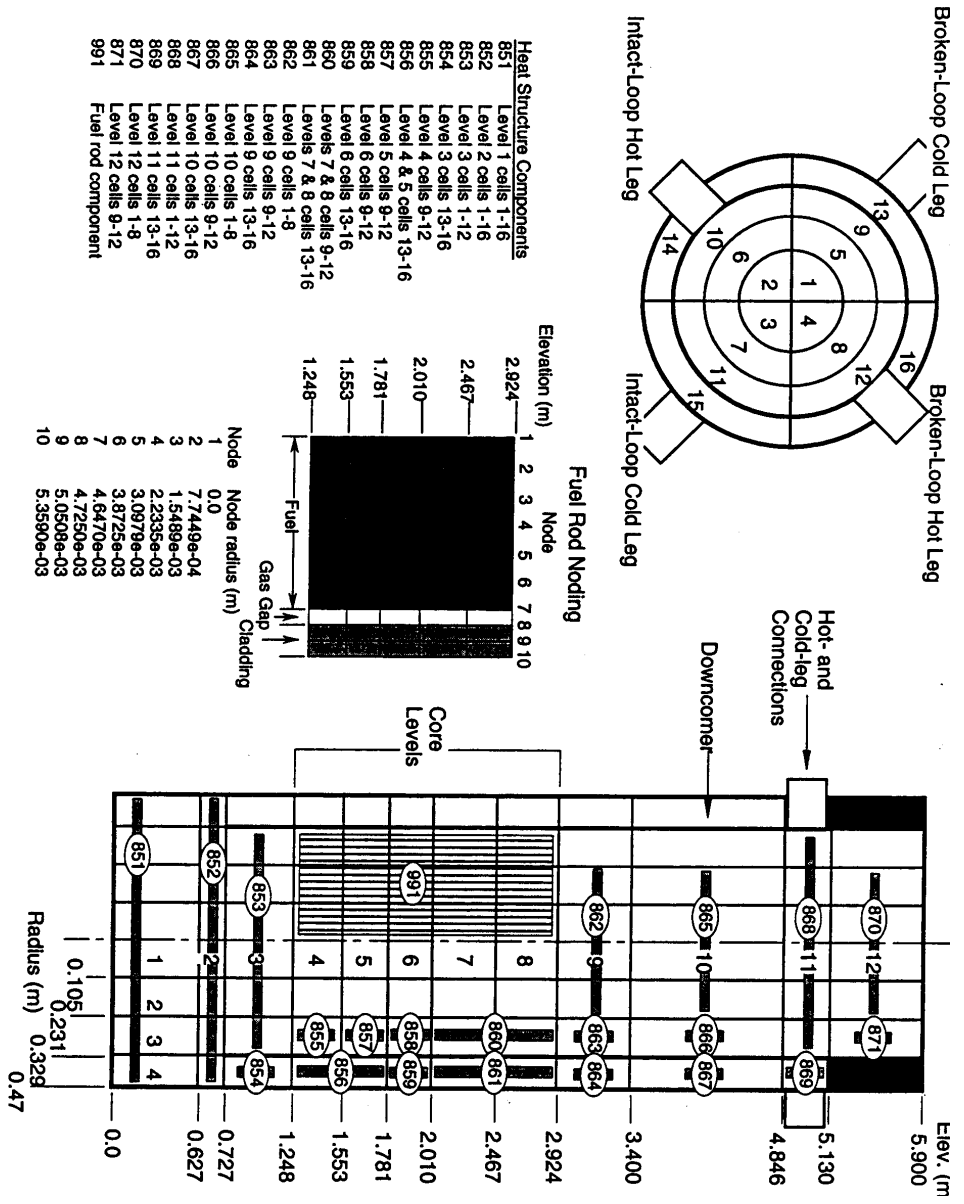 Broken-Loop
Cold Leg
Broken-Loop Hot Leg
Intact-Loop
Hot Leg
Intact-Loop Cold Leg
1
2
3
4
5
6
7
8
9
10
11
12
13
14
15
16
Heat Structure Components
851 Level 1 cells 1-16
852 Level 2 cells 1-16
853 Level 3 cells 1-12
854 Level 3 cells 13-16
855 Level 4 cells 9-12
856 Level 4 & 5 cells 13-16
857 Level 5 cells 9-12
858 Level 6 cells 9-12
859 Level 6 cells 13-16
860 Levels 7 & 8 cells 9-12
861 Levels 7 & 8 cells 13-16
862 Level 9 cells 1-8
863 Level 9 cells 9-12
864 Level 9 cells 13-16
865 Level 10 cells 1-8
866 Level 10 cells 9-12
867 Level 10 cells 13-16
868 Level 11 cells 1-12
869 Level 11 cells 13-16
870 Level 12 cells 1-8
871 Level 12 cells 9-12
991 Fuel rod component
Fuel Rod Noding
Node
Elevation (m) 1 2 3 4 5 6 7 8 9 10
2.924
2.467
2.010
1.781
1.553
1.248
Fuel
Gas Gap
Cladding
Node Node radius (m)
1 0.0
2 7.7449e-04
3 1.5489e-03
4 2.2335e-03
5 3.0979e-03
6 3.8725e-03
7 4.6470e-03
8 4.7250e-03
9 5.0508e-03
10 5.3590e-03
Hot- and
Cold-leg
Connections
Downcomer
Core
Levels
Elev. (m
5.900
870 12 871
5.130
868 11 869
4.846
865 10 866 867
3.400
862 9 863 864
2.924
8
2.467
991 7 860 861
2.010
6 858 859
1.781
5 857
1.553
4 855 856
1.248
853 3 854
0.727
852 2
0.627
851 1 2 3 4
0.0
0.105
0.231
0.329
0.47
Radius (m)